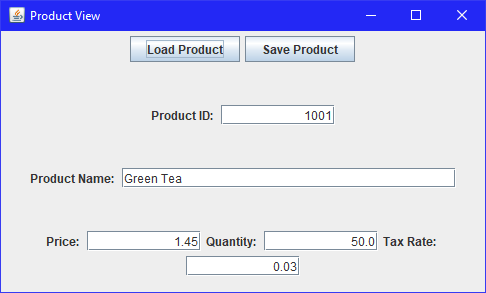 Product View
Load Product Save Product
Product ID: 1001
Product Name: Green Tea
Price: 1.45 Quantity: 50.0 Tax Rate:
0.03